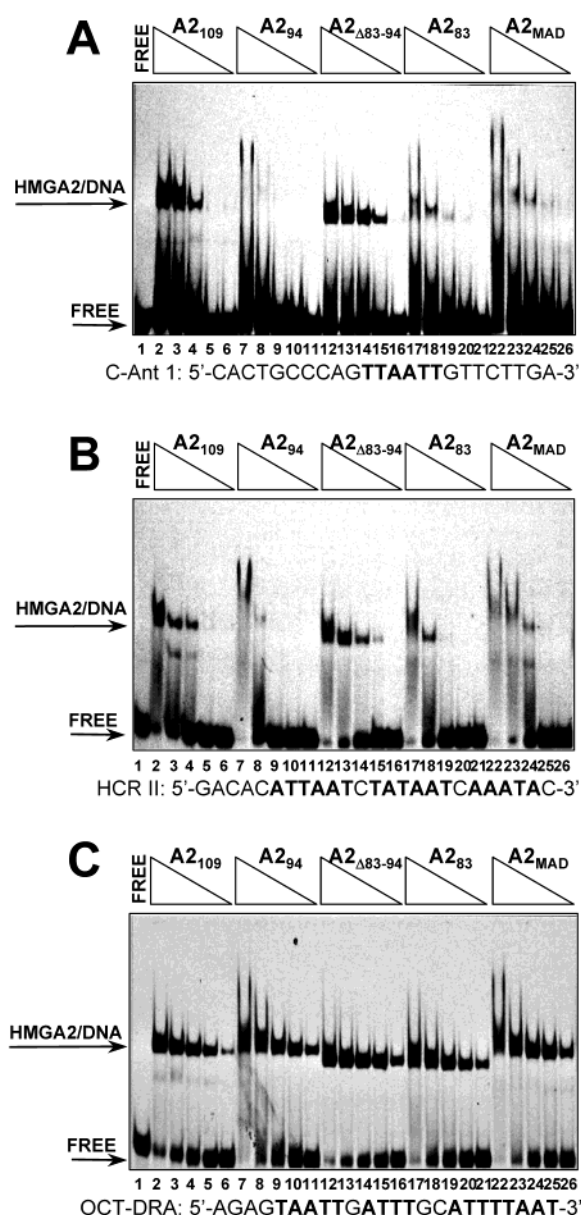 A
FREE A2109 A294 A2Δ83-94 A283 A2MAD
HMGA2/DNA
FREE
1 2 3 4 5 6 7 8 9 10 11 12 13 14 15 16 17 18 19 20 21 22 23 24 25 26
C-Ant 1: 5'-CACTGCCCAGTTAATTGTTCTTGA-3'
B
FREE A2109 A294 A2Δ83-94 A283 A2MAD
HMGA2/DNA
FREE
1 2 3 4 5 6 7 8 9 10 11 12 13 14 15 16 17 18 19 20 21 22 23 24 25 26
HCR II: 5'-GACACATTAATCTATAATCAAATAC-3'
C
FREE A2109 A294 A2Δ83-94 A283 A2MAD
HMGA2/DNA
FREE
1 2 3 4 5 6 7 8 9 10 11 12 13 14 15 16 17 18 19 20 21 22 23 24 25 26
OCT-DRA: 5'-AGAGTAATTGATTTGCATTTTAAT-3'